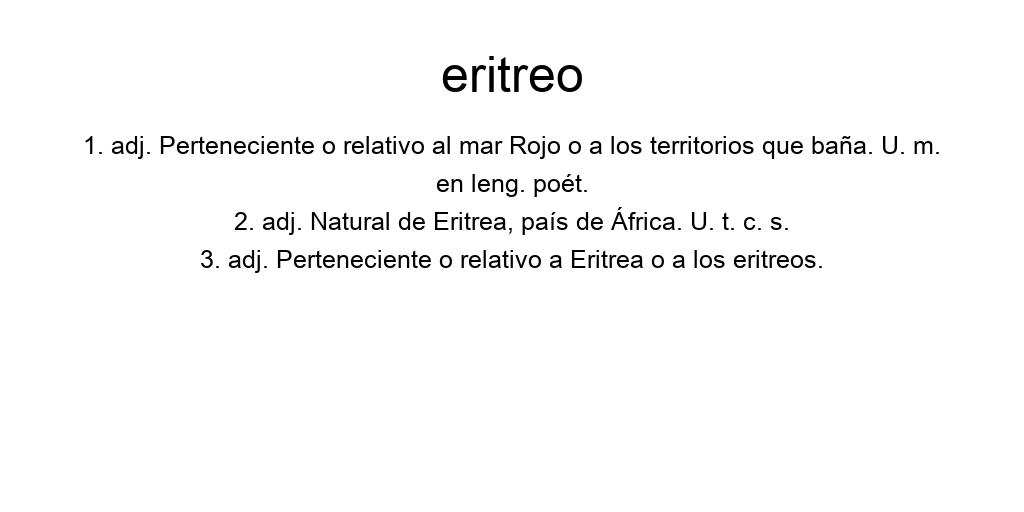 eritreo
1. adj. Perteneciente o relativo al mar Rojo o a los territorios que baña. U. m.
en leng. poét.
2. adj. Natural de Eritrea, país de África. U. t. c. s.
3. adj. Perteneciente o relativo a Eritrea o a los eritreos.